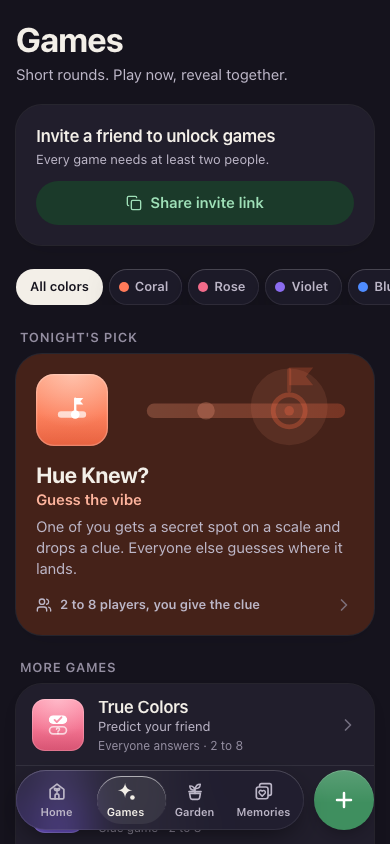 Games
Short rounds. Play now, reveal together.
Invite a friend to unlock games
Every game needs at least two people.
Share invite link
All colors
Coral
Rose
Violet
TONIGHT'S PICK
Hue Knew?
Guess the vibe
One of you gets a secret spot on a scale and
drops a clue. Everyone else guesses where it
lands.
2 to 8 players, you give the clue
MORE GAMES
True Colors
Predict your friend
Everyone answers · 2 to 8
Home
Games
Garden
Memories